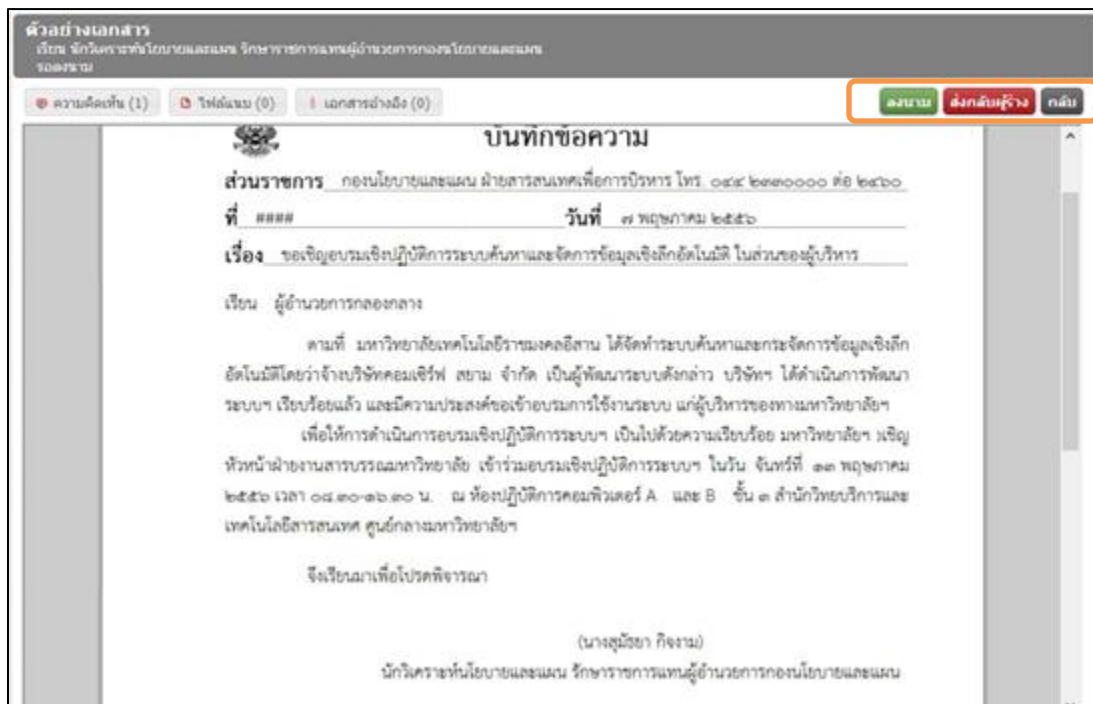 ตัวอย่างเอกสาร
เรียน นักวิเคราะห์นโยบายและแผน รักษาราชการแทนผู้อำนวยการกองนโยบายและแผน
รอลงนาม
ความคิดเห็น (1) ไฟล์แนบ (0) เอกสารอ้างอิง (0) ลงนาม ส่งกลับผู้ร่าง กลับ
บันทึกข้อความ
ส่วนราชการ กองนโยบายและแผน ฝ่ายสารสนเทศเพื่อการบริหาร โทร. ๐๔๔ ๒๓๓๐๐๐๐ ต่อ ๒๔๖๐
ที่ #### วันที่ ๗ พฤษภาคม ๒๕๕๖
เรื่อง ขอเชิญอบรมเชิงปฏิบัติการระบบค้นหาและจัดการข้อมูลเชิงลึกอัตโนมัติ ในส่วนของผู้บริหาร
เรียน ผู้อำนวยการกลองกลาง
ตามที่ มหาวิทยาลัยเทคโนโลยีราชมงคลอีสาน ได้จัดทำระบบค้นหาและกระจัดการข้อมูลเชิงลึก
อัตโนมัติโดยว่าจ้างบริษัทคอมเซิร์ฟ สยาม จำกัด เป็นผู้พัฒนาระบบดังกล่าว บริษัทฯ ได้ดำเนินการพัฒนา
ระบบฯ เรียบร้อยแล้ว และมีความประสงค์ขอเข้าอบรมการใช้งานระบบ แก่ผู้บริหารของทางมหาวิทยาลัยฯ
เพื่อให้การดำเนินการอบรมเชิงปฏิบัติการระบบฯ เป็นไปด้วยความเรียบร้อย มหาวิทยาลัยฯ เชิญ
หัวหน้าฝ่ายงานสารบรรณมหาวิทยาลัย เข้าร่วมอบรมเชิงปฏิบัติการระบบฯ ในวัน จันทร์ที่ ๑๓ พฤษภาคม
๒๕๕๖ เวลา ๐๘.๓๐-๑๖.๓๐ น. ณ ห้องปฏิบัติการคอมพิวเตอร์ A และ B ชั้น ๓ สำนักวิทยบริการและ
เทคโนโลยีสารสนเทศ ศูนย์กลางมหาวิทยาลัยฯ
จึงเรียนมาเพื่อโปรดพิจารณา
(นางสุมัรยา กิจงาม)
นักวิเคราะห์นโยบายและแผน รักษาราชการแทนผู้อำนวยการกองนโยบายและแผน